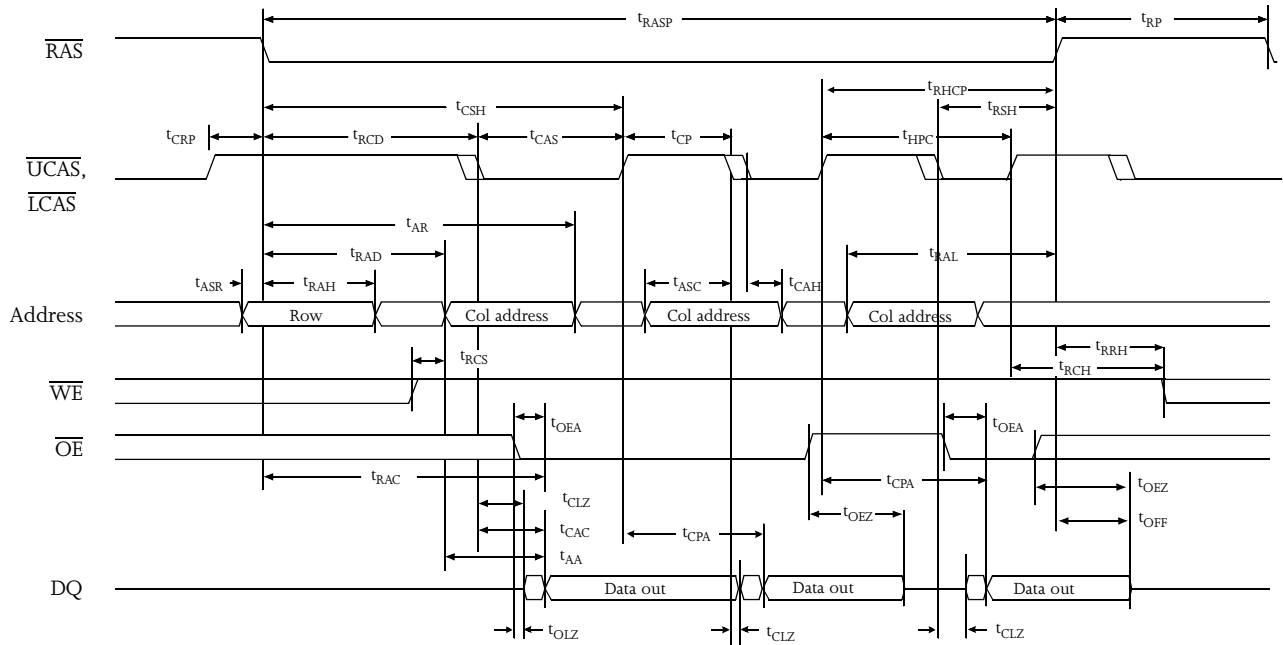 tRASP tRP
RAS
tRHCP
tCSH tRSH
tCRP tRCD tCAS tCP tHPC
UCAS,
LCAS
tAR
tRAD tRAL
tASR tRAH tASC tCAH
Address Row Col address Col address Col address
tRRH
tRCS tRCH
WE
tOEA tOEA
OE
tRAC tCPA tOEZ
tCLZ
tOEZ tOFF
tCAC tCPA
tAA
DQ Data out Data out Data out
tOLZ tCLZ tCLZ